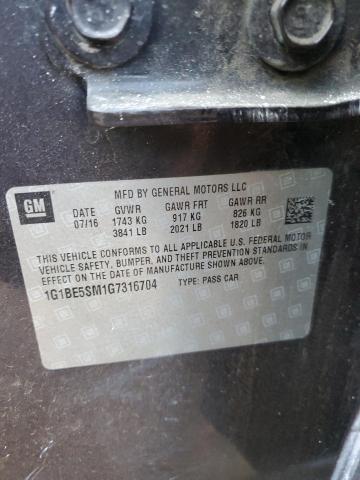 GM
MFD BY GENERAL MOTORS LLC
DATE GVWR GAWR FRT GAWR RR
07/16 1743 KG 917 KG 826 KG
3841 LB 2021 LB 1820 LB
THIS VEHICLE CONFORMS TO ALL APPLICABLE U.S. FEDERAL MOTOR
VEHICLE SAFETY, BUMPER, AND THEFT PREVENTION STANDARDS IN
EFFECT ON THE DATE OF MANUFACTURE SHOWN ABOVE.
1G1BE5SM1G7316704 TYPE: PASS CAR